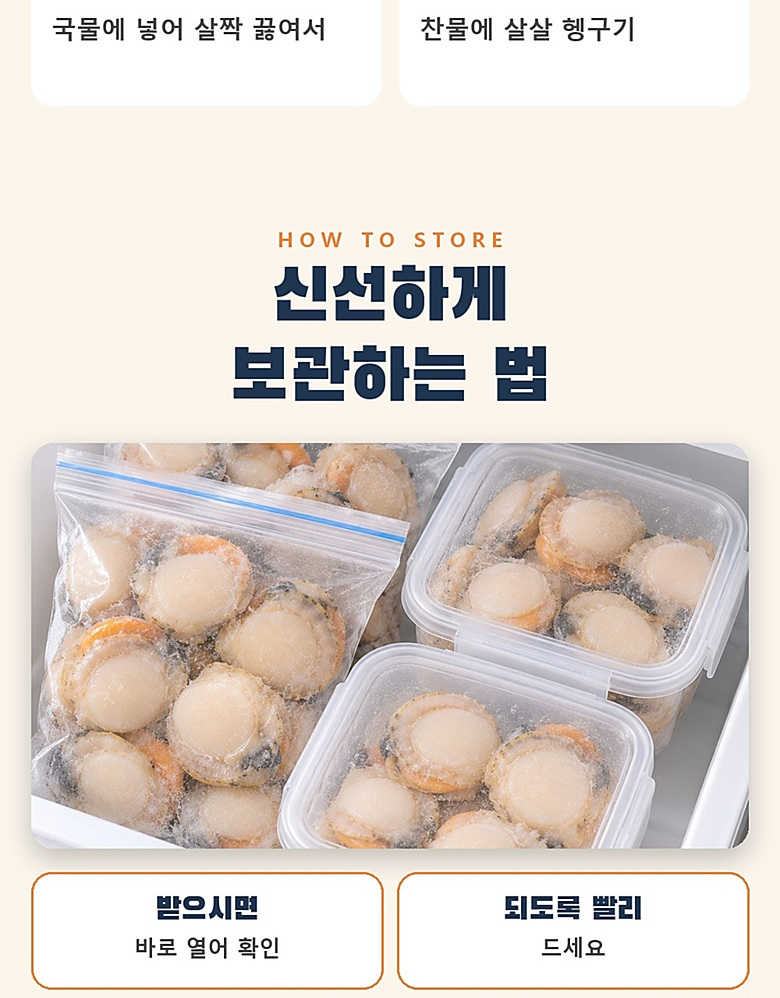 국물에 넣어 살짝 끓여서
찬물에 살살 헹구기
HOW TO STORE
신선하게
보관하는 법
받으시면
바로 열어 확인
되도록 빨리
드세요